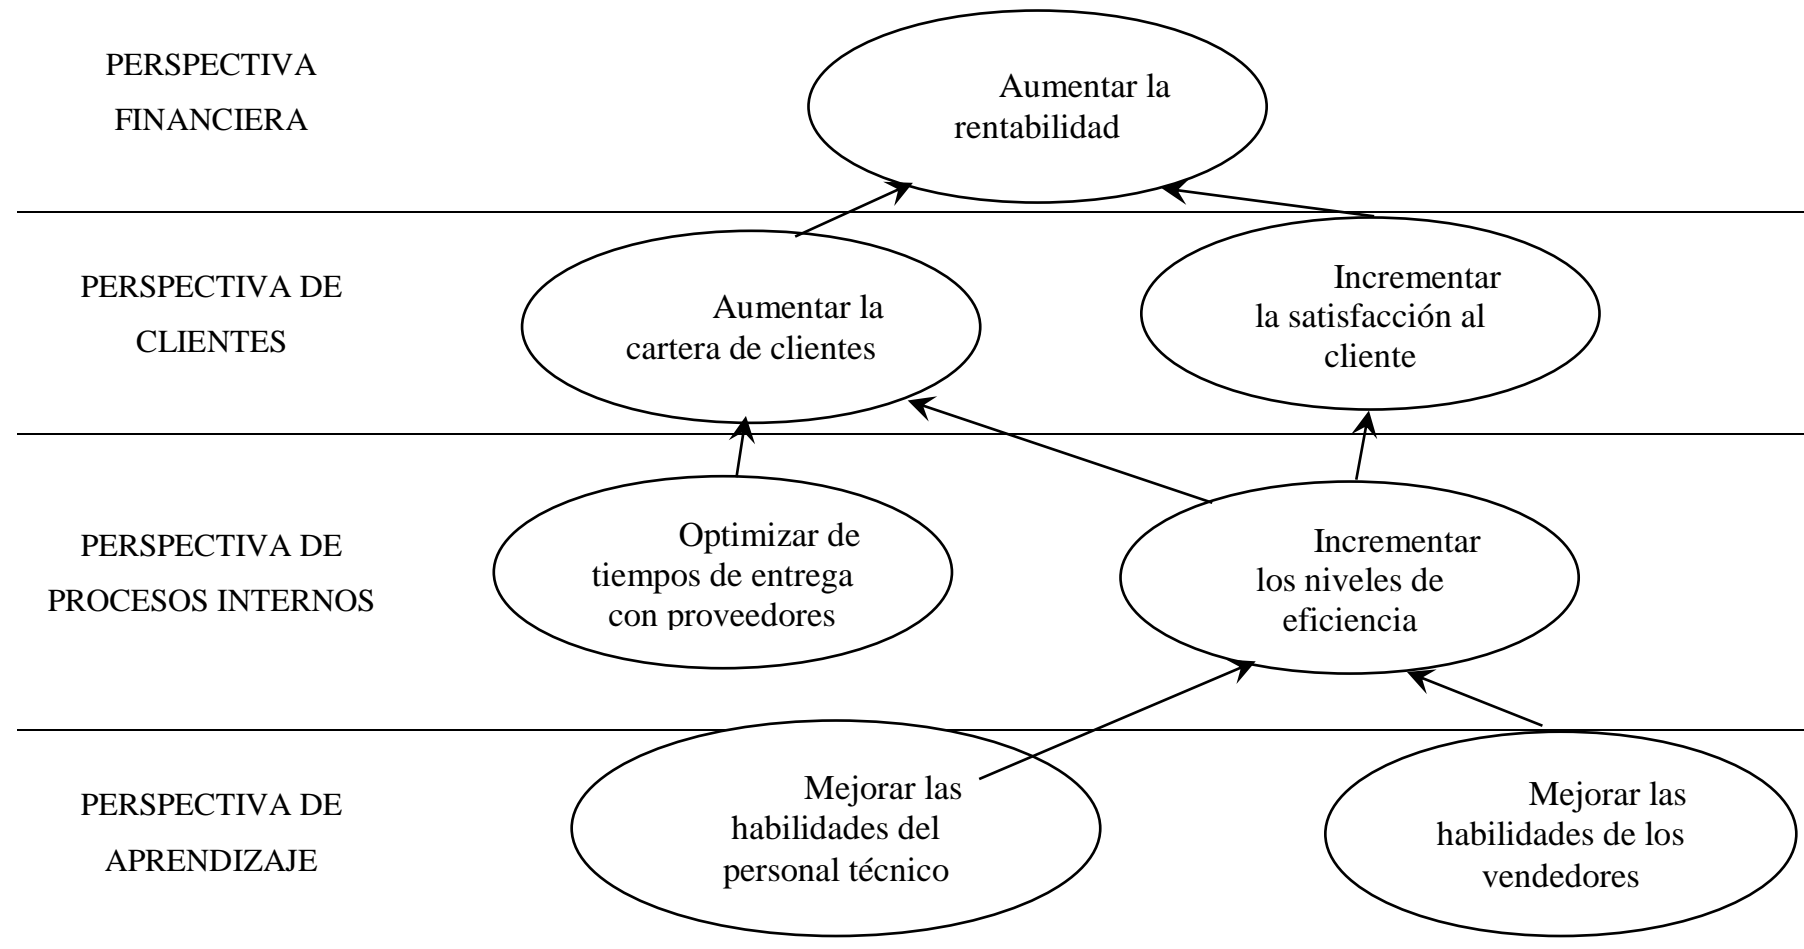 PERSPECTIVA
FINANCIERA
Aumentar la
rentabilidad
PERSPECTIVA DE
CLIENTES
Aumentar la
cartera de clientes
Incrementar
la satisfacción al
cliente
PERSPECTIVA DE
PROCESOS INTERNOS
Optimizar de
tiempos de entrega
con proveedores
Incrementar
los niveles de
eficiencia
PERSPECTIVA DE
APRENDIZAJE
Mejorar las
habilidades del
personal técnico
Mejorar las
habilidades de los
vendedores